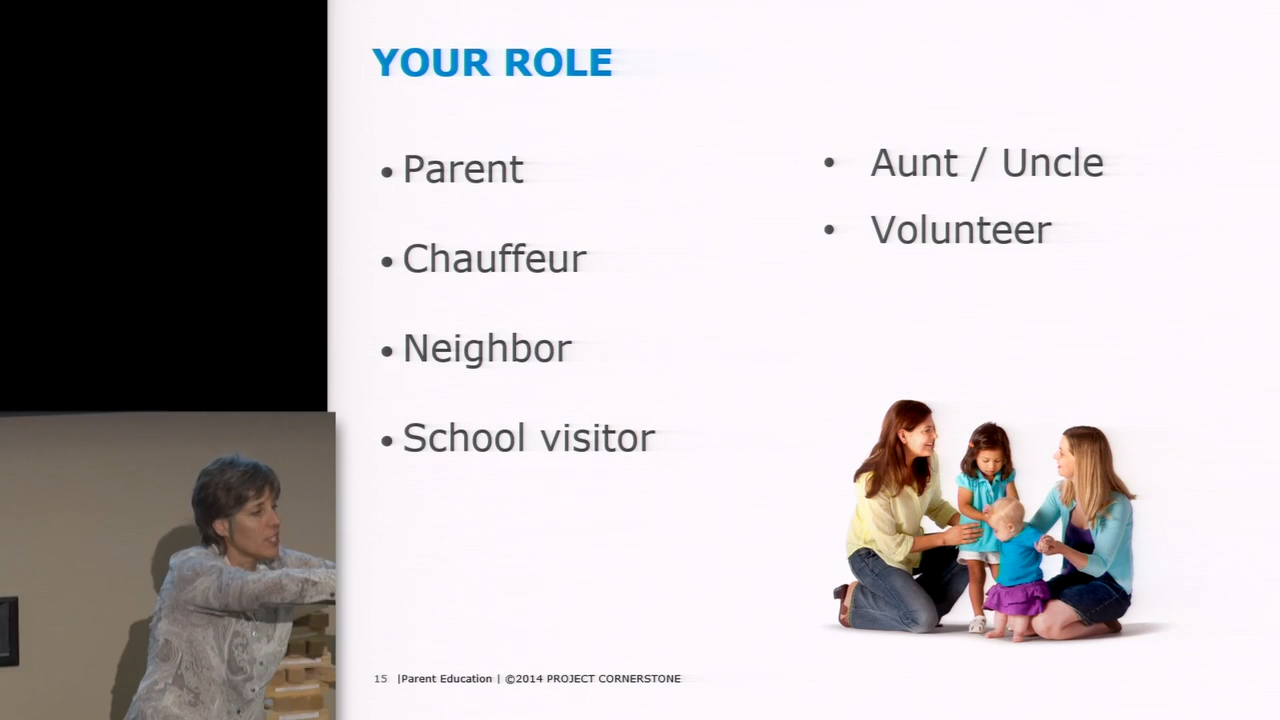 YOUR ROLE
• Parent
• Chauffeur
• Neighbor
• School visitor
• Aunt / Uncle
• Volunteer
15 |Parent Education | ©2014 PROJECT CORNERSTONE